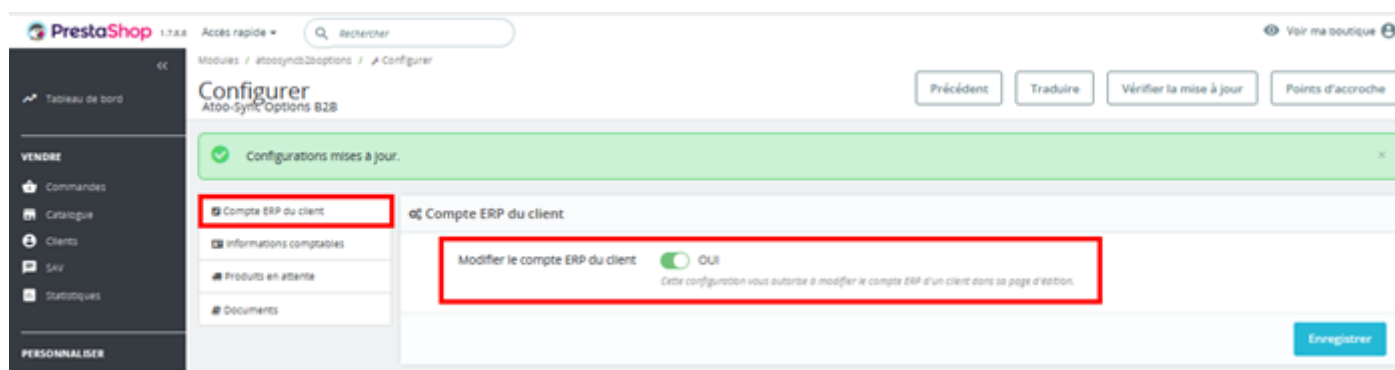 PrestaShop 1.7.8.8 Accès rapide Rechercher Voir ma boutique
Modules / atoosyncb2boptions / Configurer
Configurer
Atoo-Sync Options B2B
Précédent Traduire Vérifier la mise à jour Points d'accroche
Tableau de bord
Configurations mises à jour.
VENDRE
Commandes
Catalogue
Clients
SAV
Statistiques
PERSONNALISER
Compte ERP du client
Informations comptables
Produits en attente
Documents
Compte ERP du client
Modifier le compte ERP du client OUI
Cette configuration vous autorise à modifier le compte ERP d'un client dans sa page d'édition.
Enregistrer